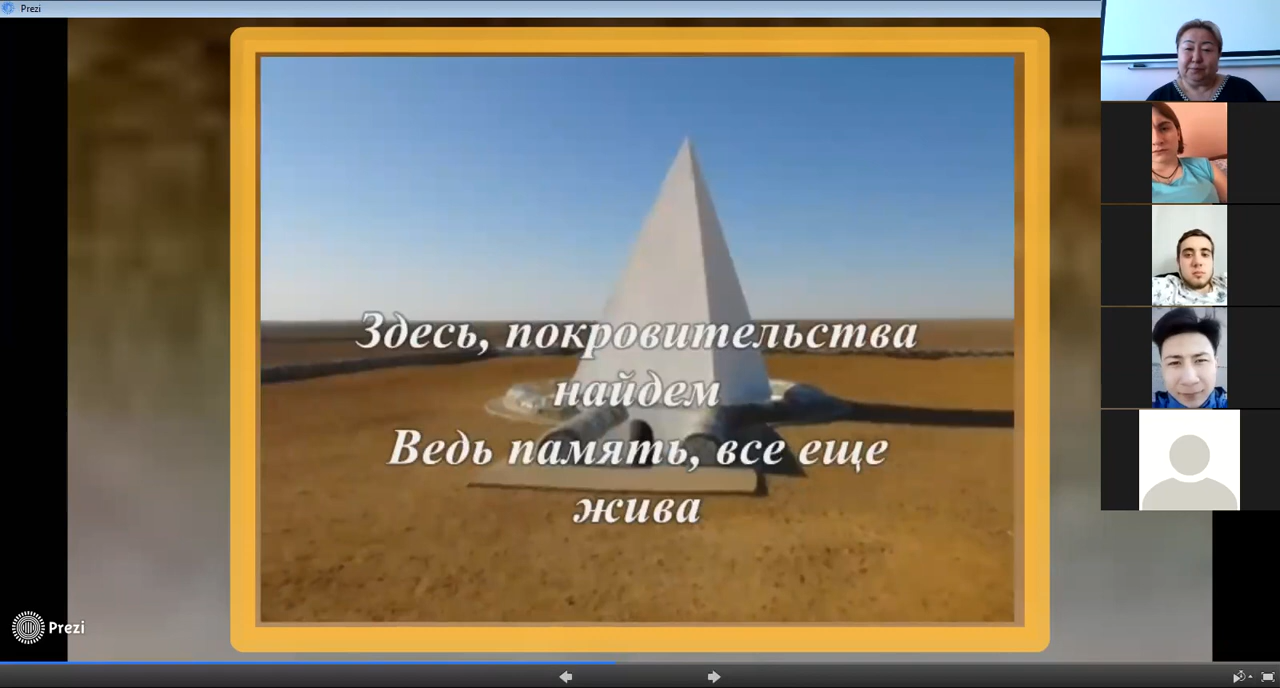 Prezi
Здесь, покровительства
найдем
Ведь память, все еще
жива
Prezi